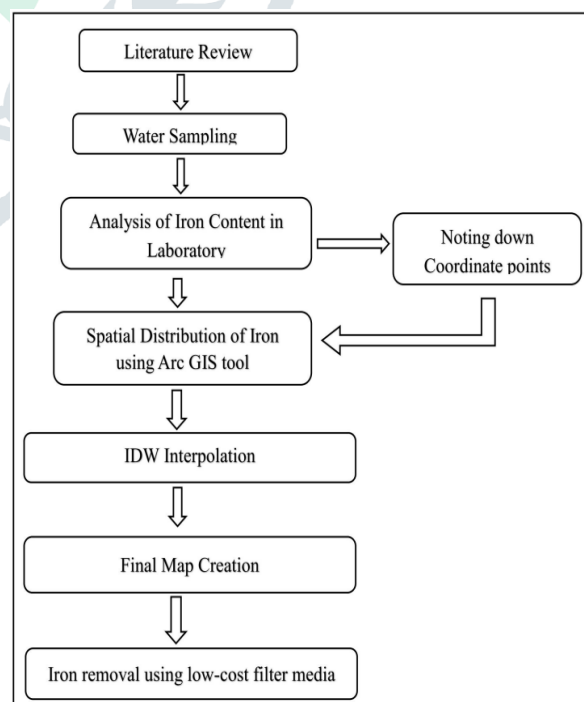 Literature Review
Water Sampling
Analysis of Iron Content in
Laboratory
Noting down
Coordinate points
Spatial Distribution of Iron
using Arc GIS tool
IDW Interpolation
Final Map Creation
Iron removal using low-cost filter media